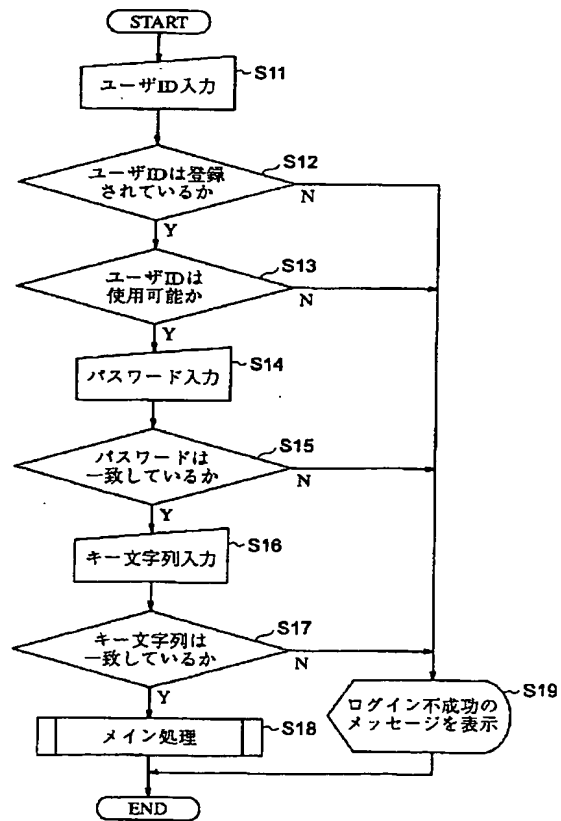 START
ユーザID入力
S11
ユーザIDは登録
されているか
S12
N
Y
ユーザIDは
使用可能か
S13
N
Y
パスワード入力
S14
パスワードは
一致しているか
S15
N
Y
キー文字列入力
S16
キー文字列は
一致しているか
S17
N
Y
メイン処理
S18
ログイン不成功の
メッセージを表示
S19
END